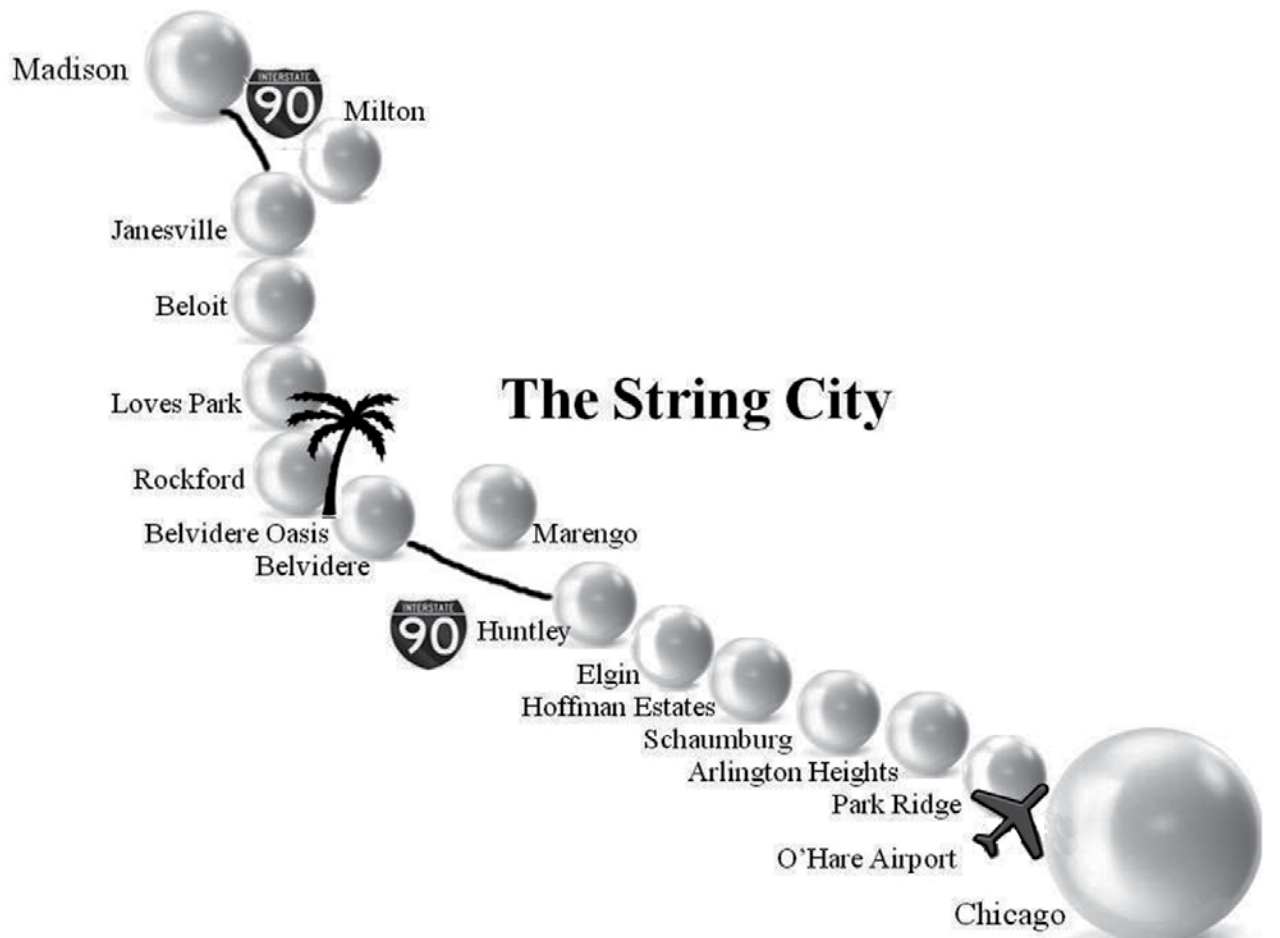 Madison
INTERSTATE
90
Milton
Janesville
Beloit
Loves Park
The String City
Rockford
Belvidere Oasis
Marengo
Belvidere
INTERSTATE
90
Huntley
Elgin
Hoffman Estates
Schaumburg
Arlington Heights
Park Ridge
O’Hare Airport
Chicago